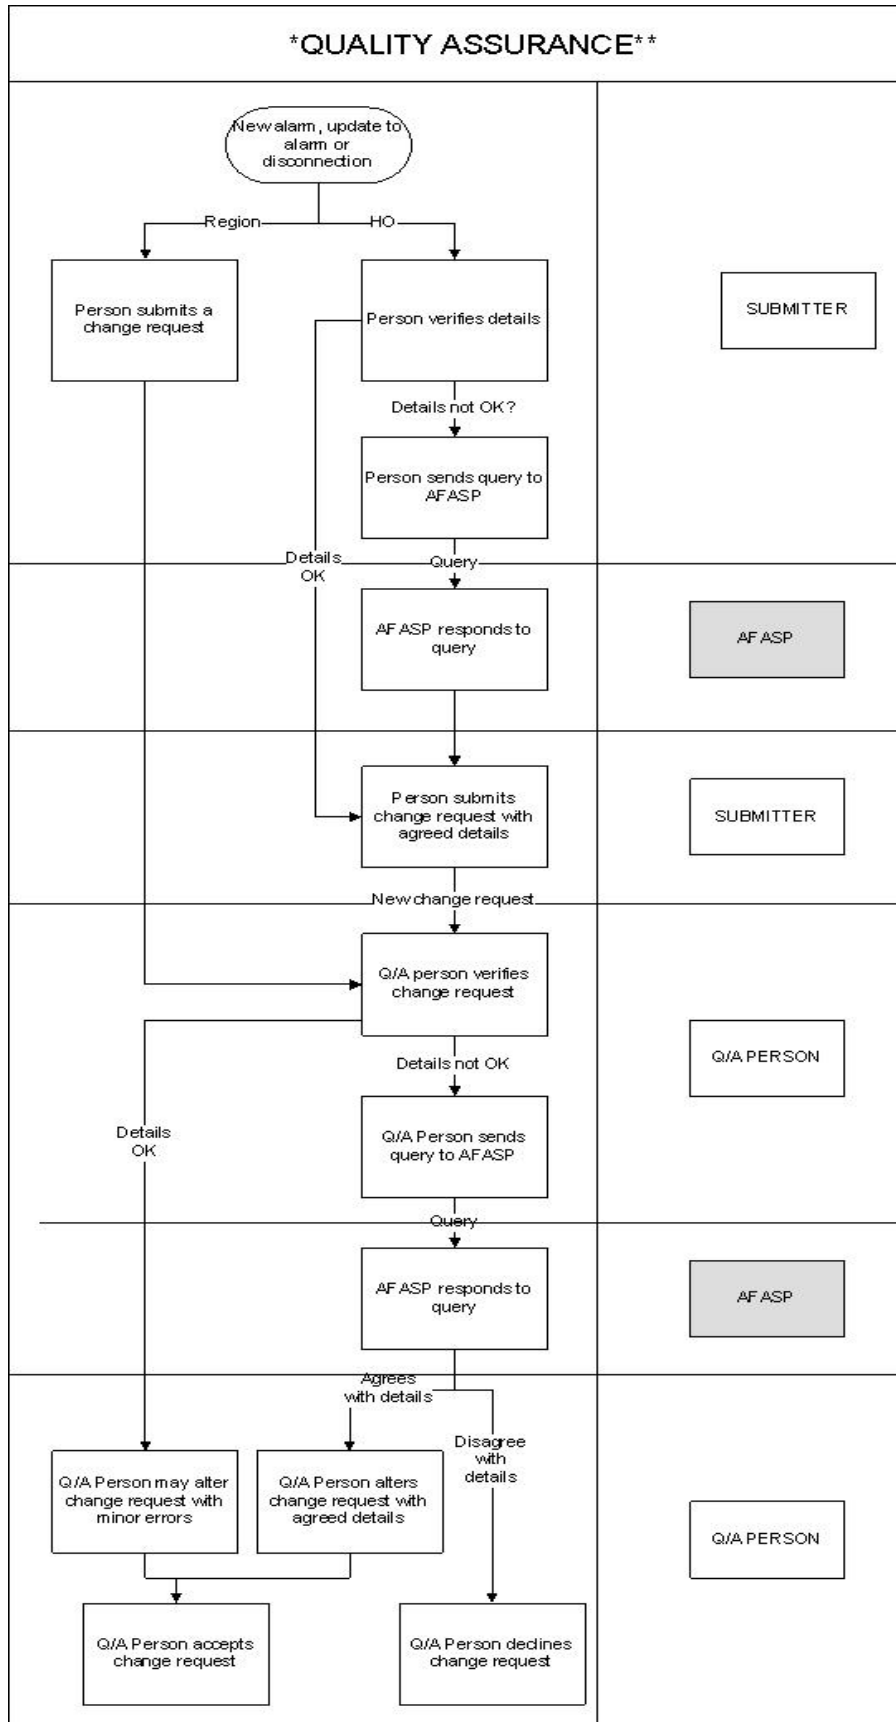 *QUALITY ASSURANCE**
New alarm, update to
alarm or
disconnection
Region
HO
Person submits a
change request
Person verifies details
SUBMITTER
Details not OK?
Person sends query to
AFASP
Details
OK
Query
AFASP responds to
query
AFASP
Person submits
change request with
agreed details
SUBMITTER
New change request
Q/A person verifies
change request
Q/A PERSON
Details not OK
Details
OK
Q/A Person sends
query to AFASP
Query
AFASP responds to
query
AFASP
Agrees
with details
Disagree
with
details
Q/A Person may alter
change request with
minor errors
Q/A Person alters
change request with
agreed details
Q/A PERSON
Q/A Person accepts
change request
Q/A Person declines
change request